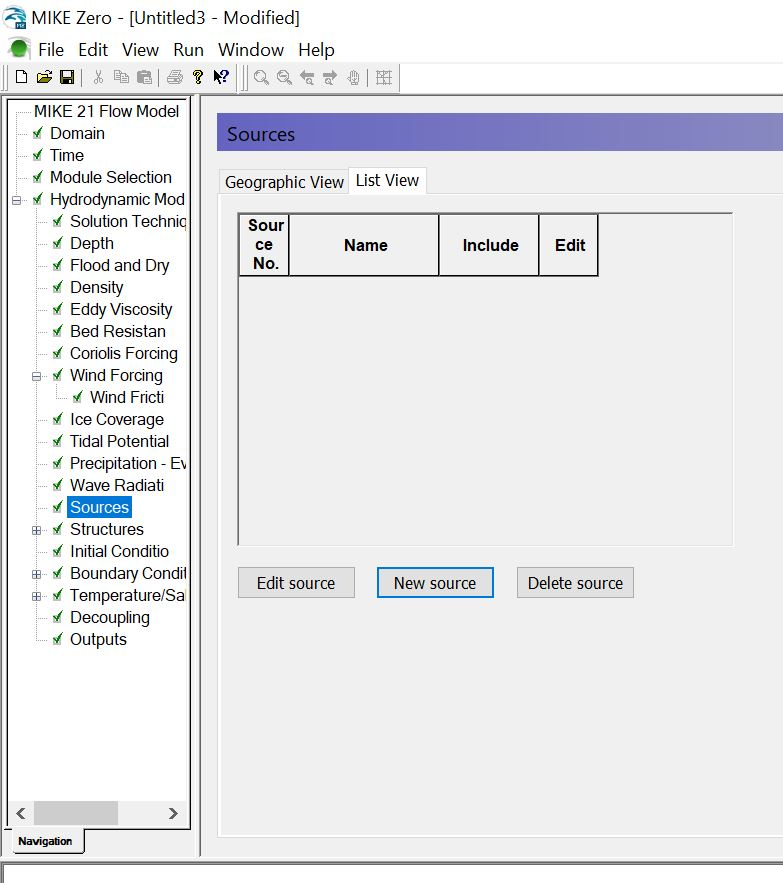 MIKE Zero - [Untitled3 - Modified]
File Edit View Run Window Help
MIKE 21 Flow Model
Domain
Time
Module Selection
Hydrodynamic Mod
Solution Techniq
Depth
Flood and Dry
Density
Eddy Viscosity
Bed Resistan
Coriolis Forcing
Wind Forcing
Wind Fricti
Ice Coverage
Tidal Potential
Precipitation - Ev
Wave Radiati
Sources
Structures
Initial Conditio
Boundary Condit
Temperature/Sal
Decoupling
Outputs
Navigation
Sources
Geographic View List View
Sour
ce
No.
Name Include Edit
Edit source New source Delete source